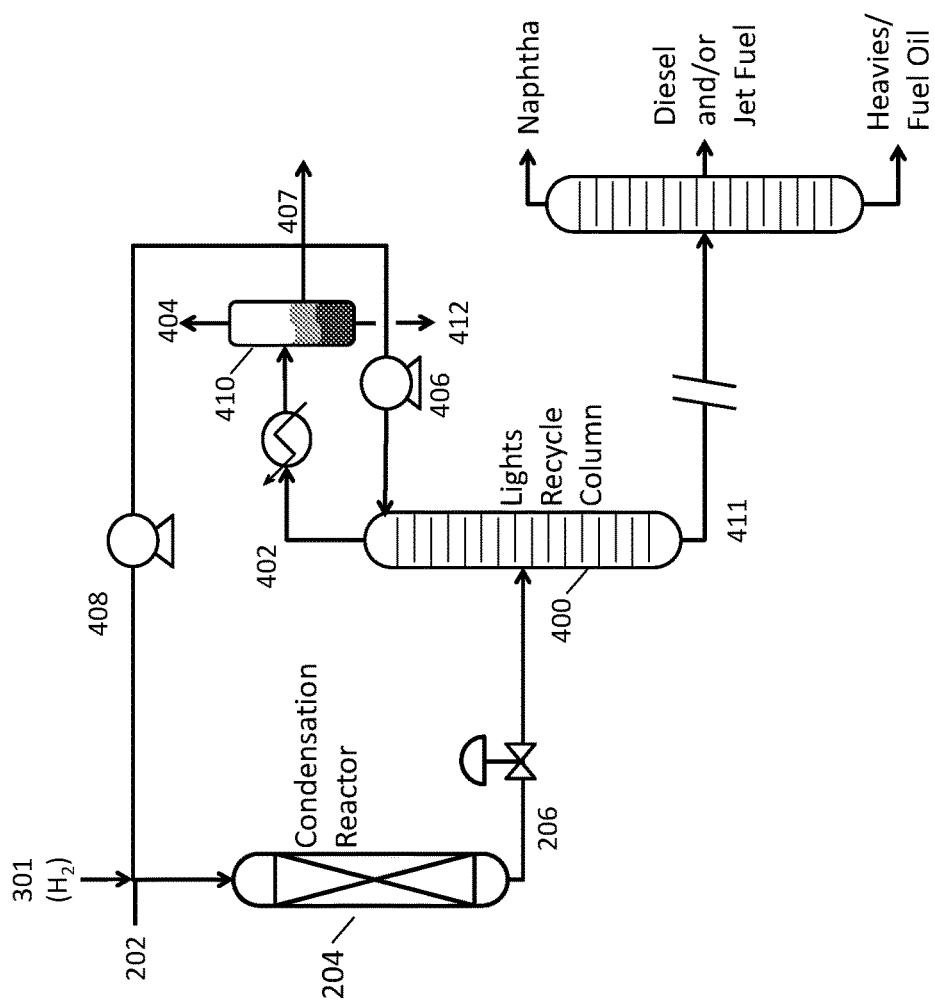 301
(H2)
202
204
Condensation
Reactor
206
408
402
400
Lights
Recycle
Column
411
410
404
407
406
412
Naphtha
Diesel
and/or
Jet Fuel
Heavies/
Fuel Oil